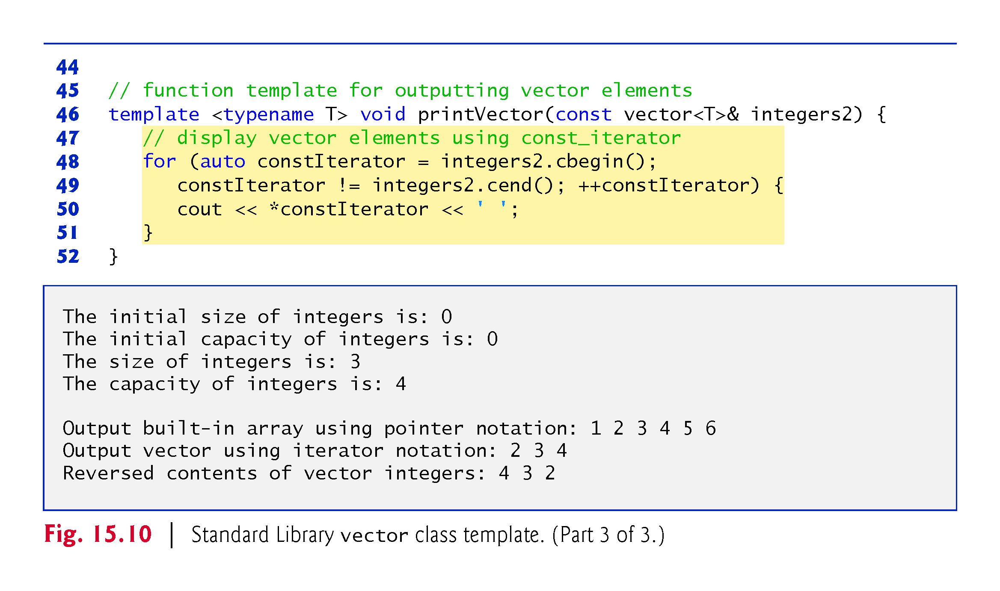 44
45 // function template for outputting vector elements
46 template <typename T> void printVector(const vector<T>& integers2) {
47 // display vector elements using const_iterator
48 for (auto constIterator = integers2.cbegin();
49 constIterator != integers2.cend(); ++constIterator) {
50 cout << *constIterator << ' ';
51 }
52 }
The initial size of integers is: 0
The initial capacity of integers is: 0
The size of integers is: 3
The capacity of integers is: 4
Output built-in array using pointer notation: 1 2 3 4 5 6
Output vector using iterator notation: 2 3 4
Reversed contents of vector integers: 4 3 2
Fig. 15.10 | Standard Library vector class template. (Part 3 of 3.)